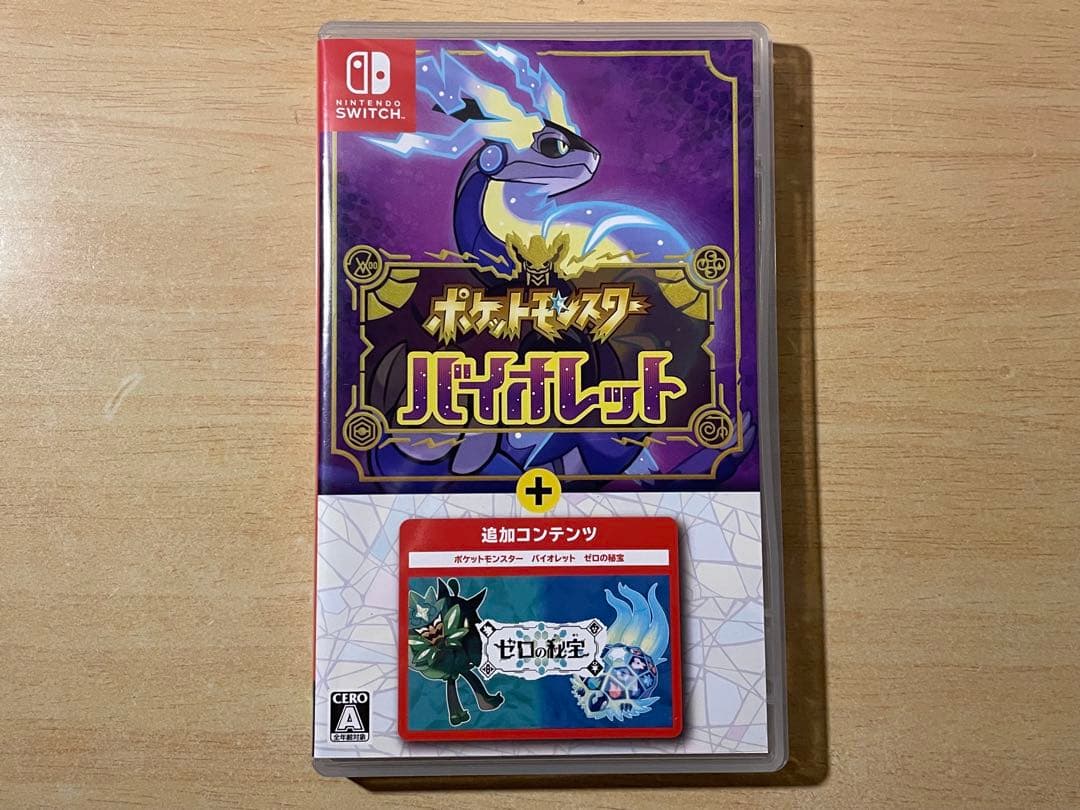 NINTENDO
SWITCH™
ポケットモンスター
バイオレット
+
追加コンテンツ
ポケットモンスター バイオレット ゼロの秘宝
ゼロの秘宝
CERO
A
全年齢対象